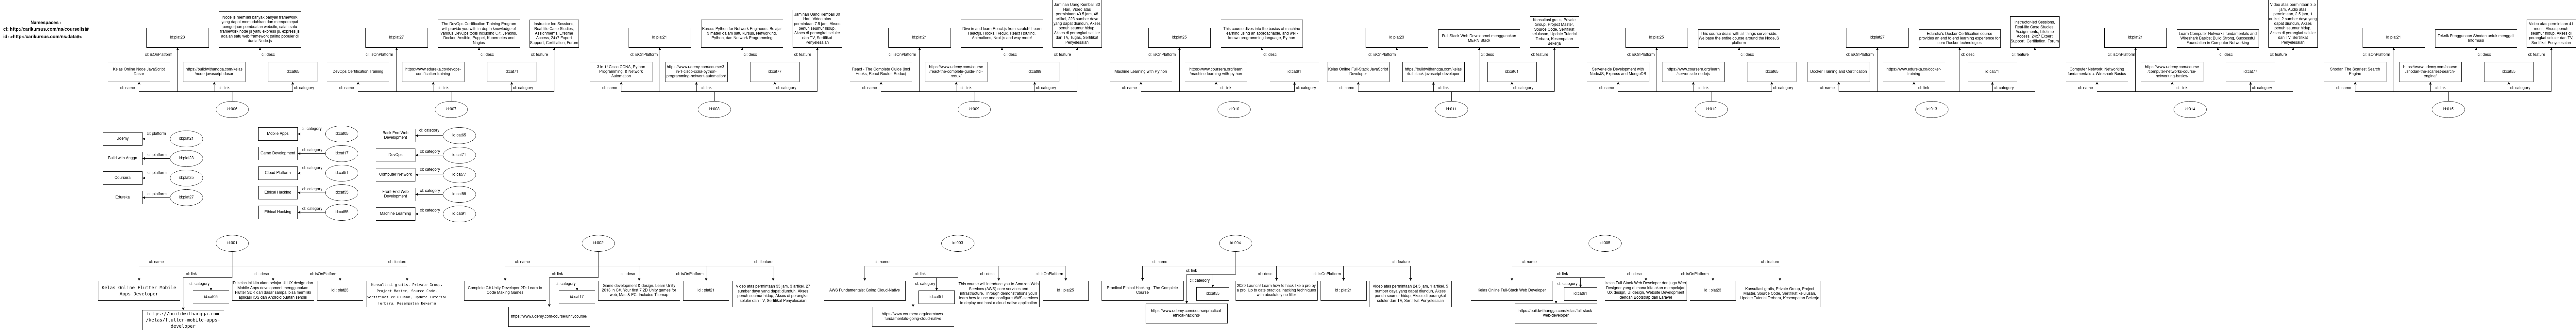 Namespaces :
cl: http://carikursus.com/ns/courselist#
id: <http://carikursus.com/ns/data#>
id:plat23
Node js memiliki banyak banyak framework
yang dapat memudahkan dan mempercepat
pengerjaan pembuatan website, salah satu
framework node js yaitu express js. express js
adalah satu web framework paling populer di
dunia Node.js
cl: isOnPlatform
cl: desc
Kelas Online Node JavaScript
Dasar
https://buildwithangga.com/kelas
/node-javascript-dasar
id:cat65
cl: name
cl: link
cl: category
id:006
id:plat27
The DevOps Certification Training Program
will provide you with in-depth knowledge of
various DevOps tools including Git, Jenkins,
Docker, Ansible, Puppet, Kubernetes and
Nagios
Instructor-led Sessions,
Real-life Case Studies,
Assignments, Lifetime
Access, 24x7 Expert
Support, Certification, Forum
cl: isOnPlatform
cl: desc
cl: feature
DevOps Certification Training
https://www.edureka.co/devops-
certification-training
id:cat71
cl: name
cl: link
cl: category
id:007
id:plat21
Kursus Python for Network Engineers. Belajar
3 materi dalam satu kursus, Networking,
Python, dan Network Programming
Jaminan Uang Kembali 30
Hari, Video atas
permintaan 7.5 jam, Akses
penuh seumur hidup,
Akses di perangkat seluler
dan TV, Sertifikat
Penyelesaian
cl: isOnPlatform
cl: desc
cl: feature
3 in 1! Cisco CCNA, Python
Programming, & Network
Automation
https://www.udemy.com/course/3-
in-1-cisco-ccna-python-
programming-network-automation
id:cat77
cl: name
cl: link
cl: category
id:008
id:plat21
Dive in and learn React.js from scratch! Learn
Reactjs, Hooks, Redux, React Routing,
Animations, Next.js and way more!
Jaminan Uang Kembali 30
Hari, Video atas
permintaan 40.5 jam, 49
artikel, 223 sumber daya
yang dapat diunduh, Akses
penuh seumur hidup,
Akses di perangkat seluler
dan TV, Tugas, Sertifikat
Penyelesaian
cl: isOnPlatform
cl: desc
cl: feature
React - The Complete Guide (incl
Hooks, React Router, Redux)
https://www.udemy.com/course
/react-the-complete-guide-incl-
redux/
id:cat88
cl: name
cl: link
cl: category
id:009
id:plat25
This course dives into the basics of machine
learning using an approachable, and well-
known programming language, Python
cl: isOnPlatform
cl: desc
Machine Learning with Python
https://www.coursera.org/learn
/machine-learning-with-python
id:cat91
cl: name
cl: link
cl: category
id:010
id:plat23
Full-Stack Web Development menggunakan
MERN Stack
Konsultasi gratis, Private
Group, Project Master,
Source Code, Sertifikat
kelulusan, Update Tutorial
Terbaru, Kesempatan
Bekerja
cl: isOnPlatform
cl: desc
cl: feature
Kelas Online Full-Stack JavaScript
Developer
https://buildwithangga.com/kelas
/full-stack-javascript-developer
id:cat61
cl: name
cl: link
cl: category
id:011
id:plat25
This course deals with all things server-side.
We base the entire course around the NodeJS
platform
cl: isOnPlatform
cl: desc
Server-side Development with
NodeJS, Express and MongoDB
https://www.coursera.org/learn
/server-side-nodejs
id:cat65
cl: name
cl: link
cl: category
id:012
id:plat27
Edureka's Docker Certification course
provides an end to end learning experience for
core Docker technologies
Instructor-led Sessions,
Real-life Case Studies,
Assignments, Lifetime
Access, 24x7 Expert
Support, Certification, Forum
cl: isOnPlatform
cl: desc
cl: feature
Docker Training and Certification
https://www.edureka.co/docker-
training
id:cat71
cl: name
cl: link
cl: category
id:013
id:plat21
Learn Computer Networks fundamentals and
Wireshark Basics; Build Strong, Successful
Foundation in Computer Networking
Video atas permintaan 3.5
jam, Audio atas
permintaan, 2.5 jam, 1
artikel, 2 sumber daya yang
dapat diunduh, Akses
penuh seumur hidup,
Akses di perangkat seluler
dan TV, Sertifikat
Penyelesaian
cl: isOnPlatform
cl: desc
cl: feature
Computer Network: Networking
fundamentals + Wireshark Basics
https://www.udemy.com/course
/computer-networks-course-
networking-basics
id:cat77
cl: name
cl: link
cl: category
id:014
id:plat21
Teknik Penggunaan Shodan untuk menggali
Informasi
Video atas permintaan 41
menit, Akses penuh
seumur hidup, Akses di
perangkat seluler dan TV,
Sertifikat Penyelesaian
cl: isOnPlatform
cl: desc
cl: feature
Shodan The Scariest Search
Engine
https://www.udemy.com/course
/shodan-the-scariest-search-
engine/
id:cat55
cl: name
cl: link
cl: category
id:015
Udemy
cl: platform
id:plat21
Build with Angga
cl: platform
id:plat23
Coursera
cl: platform
id:plat25
Edureka
cl: platform
id:plat27
Mobile Apps
cl: category
id:cat05
Game Development
cl: category
id:cat17
Cloud Platform
cl: category
id:cat51
Ethical Hacking
cl: category
id:cat55
Ethical Hacking
cl: category
id:cat55
Back-End Web
Development
cl: category
id:cat65
DevOps
cl: category
id:cat71
Computer Network
cl: category
id:cat77
Front-End Web
Development
cl: category
id:cat88
Machine Learning
cl: category
id:cat91
id:001
cl: name
cl : feature
cl: link
cl : desc
cl: isOnPlatform
cl: category
Kelas Online Flutter Mobile
Apps Developer
id:cat05
Di kelas ini kita akan belajar UI UX design dan
Mobile Apps development menggunakan
Flutter SDK dari dasar sampai bisa memiliki
aplikasi iOS dan Android buatan sendiri
id : plat23
Konsultasi gratis, Private Group,
Project Master, Source Code,
Sertifikat kelulusan, Update Tutorial
Terbaru, Kesempatan Bekerja
https://buildwithangga.com
/kelas/flutter-mobile-apps-
developer
id:002
cl: name
cl : feature
cl: link
cl : desc
cl: isOnPlatform
cl: category
Complete C# Unity Developer 2D: Learn to
Code Making Games
id:cat17
Game development & design. Learn Unity
2018 in C#. Your first 7 2D Unity games for
web, Mac & PC. Includes Tilemap
id : plat21
Video atas permintaan 35 jam, 3 artikel, 27
sumber daya yang dapat diunduh, Akses
penuh seumur hidup, Akses di perangkat
seluler dan TV, Sertifikat Penyelesaian
https://www.udemy.com/course/unitycourse/
id:003
cl: name
cl: link
cl : desc
cl: isOnPlatform
cl: category
AWS Fundamentals: Going Cloud-Native
id:cat51
This course will introduce you to Amazon Web
Services (AWS) core services and
infrastructure. Through demonstrations you'll
learn how to use and configure AWS services
to deploy and host a cloud-native application
id : plat25
https://www.coursera.org/learn/aws-
fundamentals-going-cloud-native
id:004
cl: name
cl : feature
cl: link
cl : desc
cl: isOnPlatform
cl: category
Practical Ethical Hacking - The Complete
Course
id:cat55
2020 Launch! Learn how to hack like a pro by
a pro. Up to date practical hacking techniques
with absolutely no filler
id : plat21
Video atas permintaan 24.5 jam, 1 artikel, 5
sumber daya yang dapat diunduh, Akses
penuh seumur hidup, Akses di perangkat
seluler dan TV, Sertifikat Penyelesaian
https://www.udemy.com/course/practical-
ethical-hacking/
id:005
cl: name
cl : feature
cl: link
cl : desc
cl: isOnPlatform
cl: category
Kelas Online Full-Stack Web Developer
id:cat61
kelas Full-Stack Web Developer dan juga Web
Designer yang di mana kita akan mempelajari
UX design, UI design, Website Development
dengan Bootstrap dan Laravel
id : plat23
Konsultasi gratis, Private Group, Project
Master, Source Code, Sertifikat kelulusan,
Update Tutorial Terbaru, Kesempatan Bekerja
https://buildwithangga.com/kelas/full-stack-
web-developer